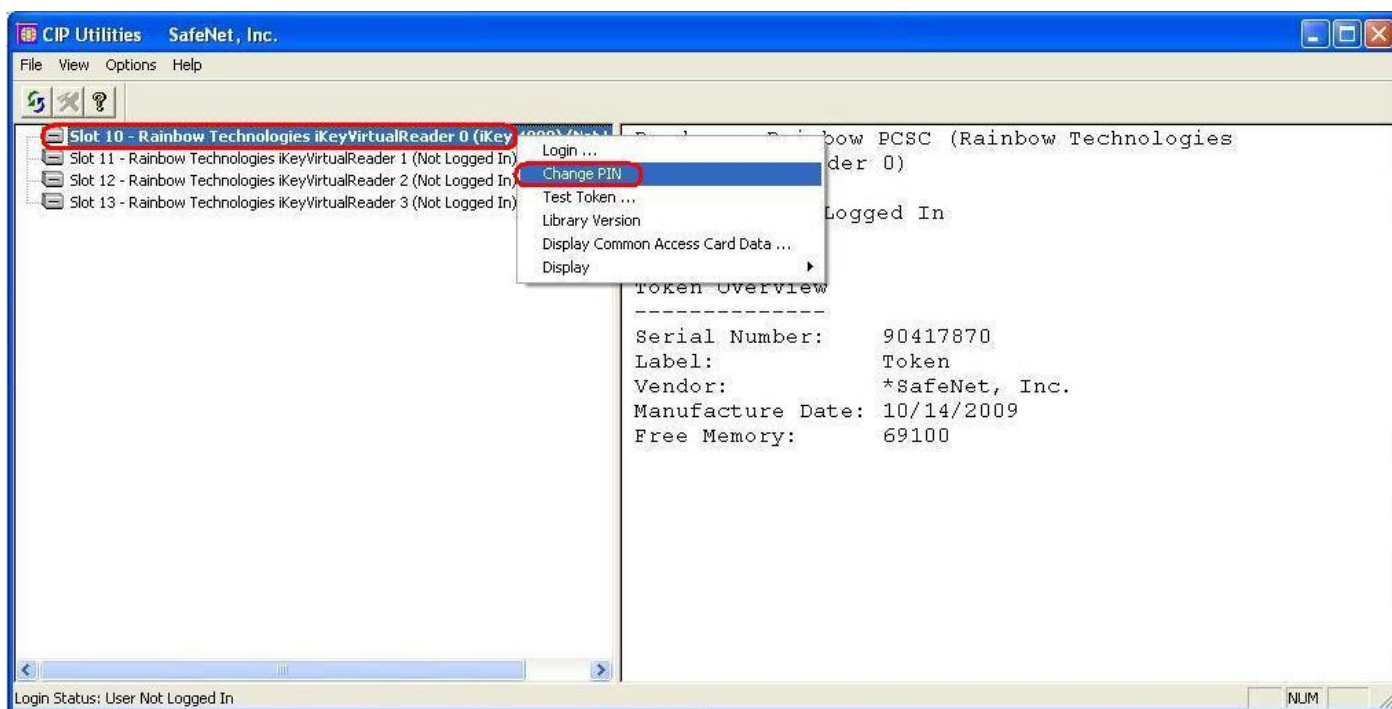 CIP Utilities SafeNet, Inc.
File View Options Help
Slot 10 - Rainbow Technologies iKeyVirtualReader 0 (iKey
Slot 11 - Rainbow Technologies iKeyVirtualReader 1 (Not Logged In)
Slot 12 - Rainbow Technologies iKeyVirtualReader 2 (Not Logged In)
Slot 13 - Rainbow Technologies iKeyVirtualReader 3 (Not Logged In)
Login ...
Change PIN
Test Token ...
Library Version
Display Common Access Card Data ...
Display
PCSC (Rainbow Technologies
0)
Logged In
Token Overview
--------------
Serial Number: 90417870
Label: Token
Vendor: *SafeNet, Inc.
Manufacture Date: 10/14/2009
Free Memory: 69100
Login Status: User Not Logged In
NUM